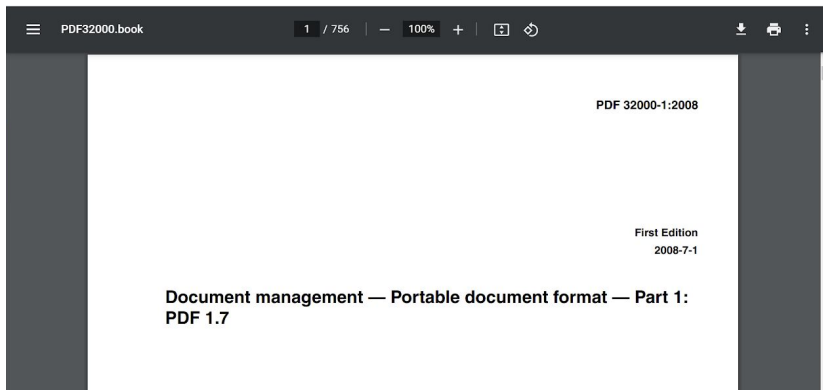 PDF32000.book
1 / 756
100%
PDF 32000-1:2008
First Edition
2008-7-1
Document management — Portable document format — Part 1:
PDF 1.7